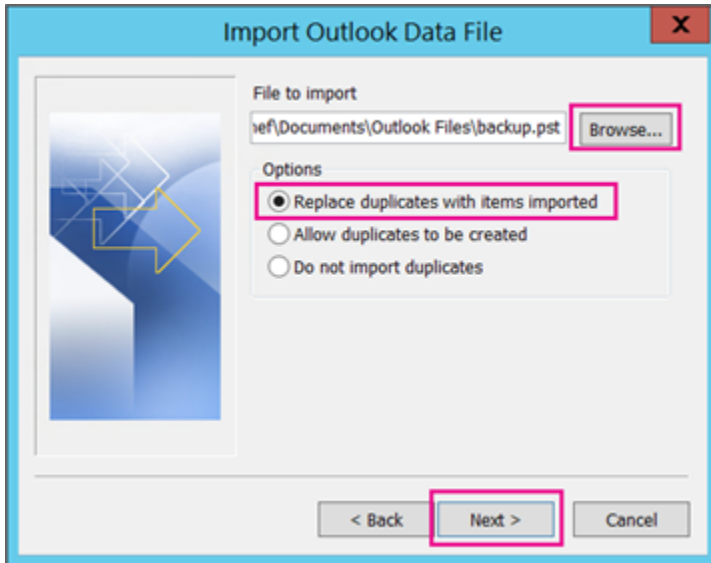 Import Outlook Data File
X
File to import
\Documents\Outlook Files\backup.pst
Browse...
Options
Replace duplicates with items imported
Allow duplicates to be created
Do not import duplicates
< Back
Next >
Cancel